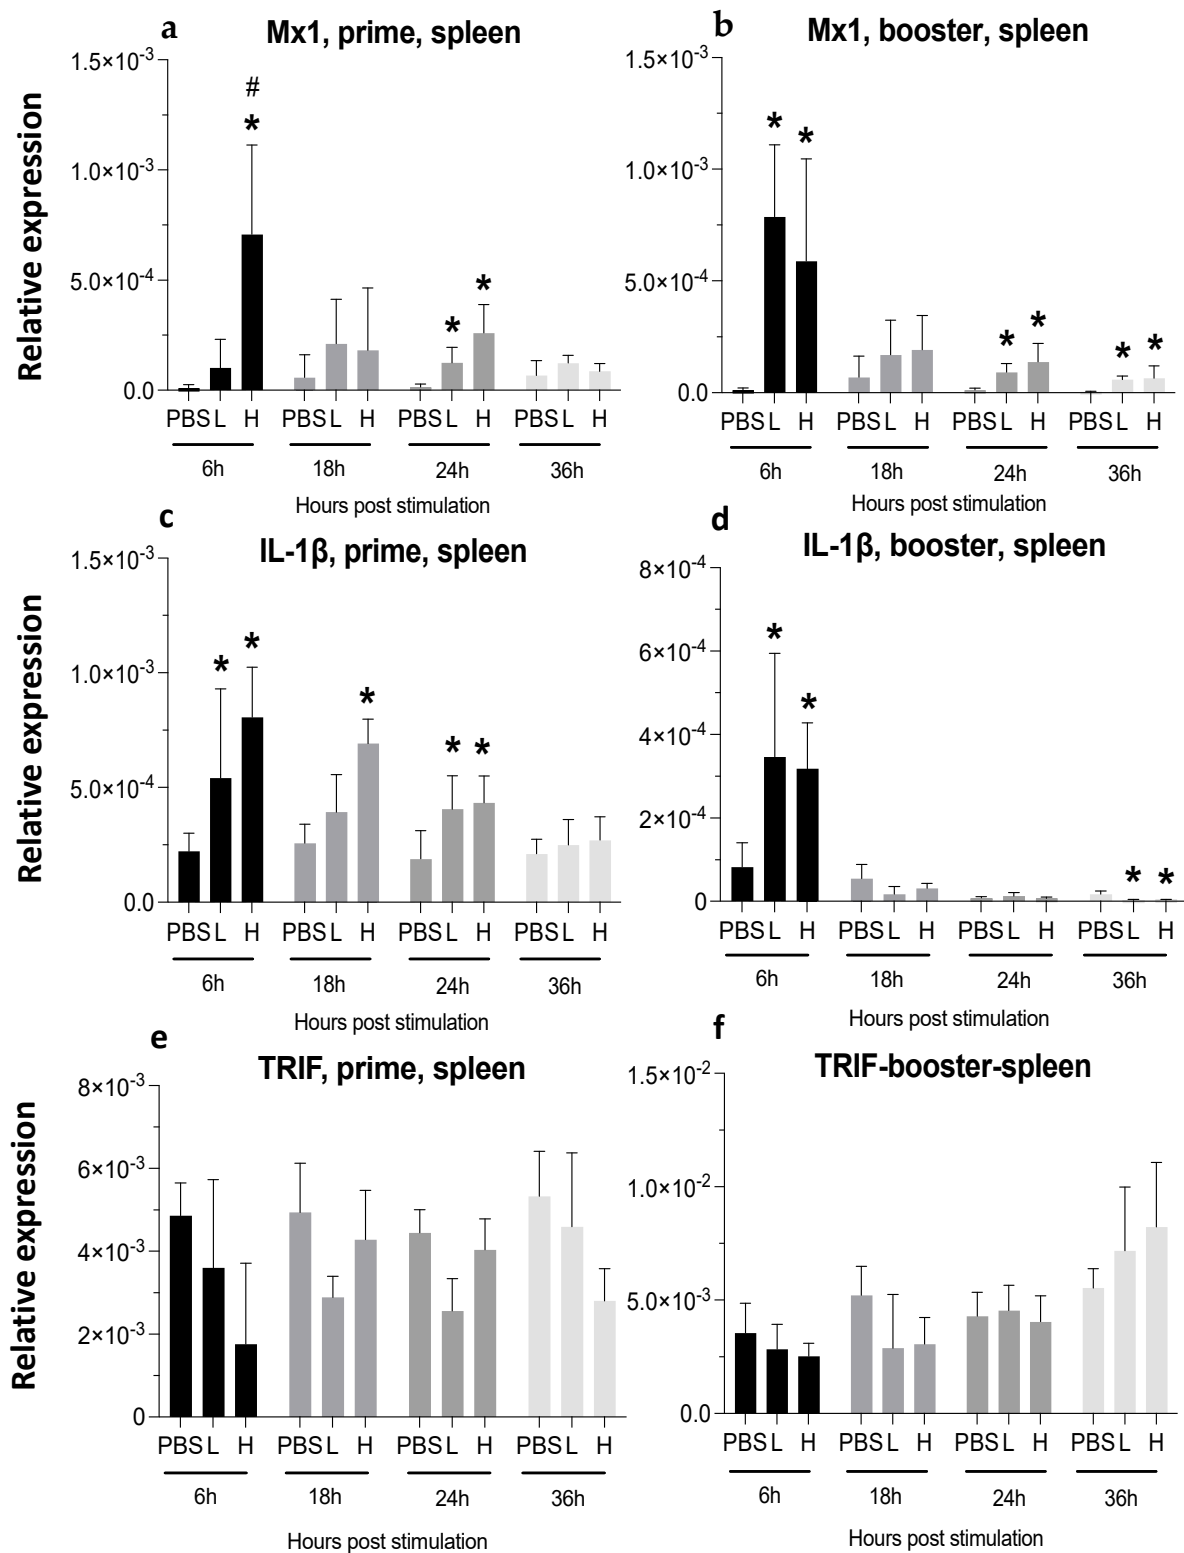 a
Mx1, prime, spleen
Relative expression
1.5×10-3
1.0×10-3
5.0×10-4
0.0
#
*
* *
PBS L H PBS L H PBS L H PBS L H
6h 18h 24h 36h
Hours post stimulation
b
Mx1, booster, spleen
1.5×10-3
1.0×10-3
5.0×10-4
0.0
* * * * * *
PBS L H PBS L H PBS L H PBS L H
6h 18h 24h 36h
Hours post stimulation
c
IL-1β, prime, spleen
Relative expression
1.5×10-3
1.0×10-3
5.0×10-4
0.0
* * * * *
PBS L H PBS L H PBS L H PBS L H
6h 18h 24h 36h
Hours post stimulation
d
IL-1β, booster, spleen
8×10-4
6×10-4
4×10-4
2×10-4
0
* * * *
PBS L H PBS L H PBS L H PBS L H
6h 18h 24h 36h
Hours post stimulation
e
TRIF, prime, spleen
Relative expression
8×10-3
6×10-3
4×10-3
2×10-3
0
PBS L H PBS L H PBS L H PBS L H
6h 18h 24h 36h
Hours post stimulation
f
TRIF-booster-spleen
1.5×10-2
1.0×10-2
5.0×10-3
0.0
PBS L H PBS L H PBS L H PBS L H
6h 18h 24h 36h
Hours post stimulation